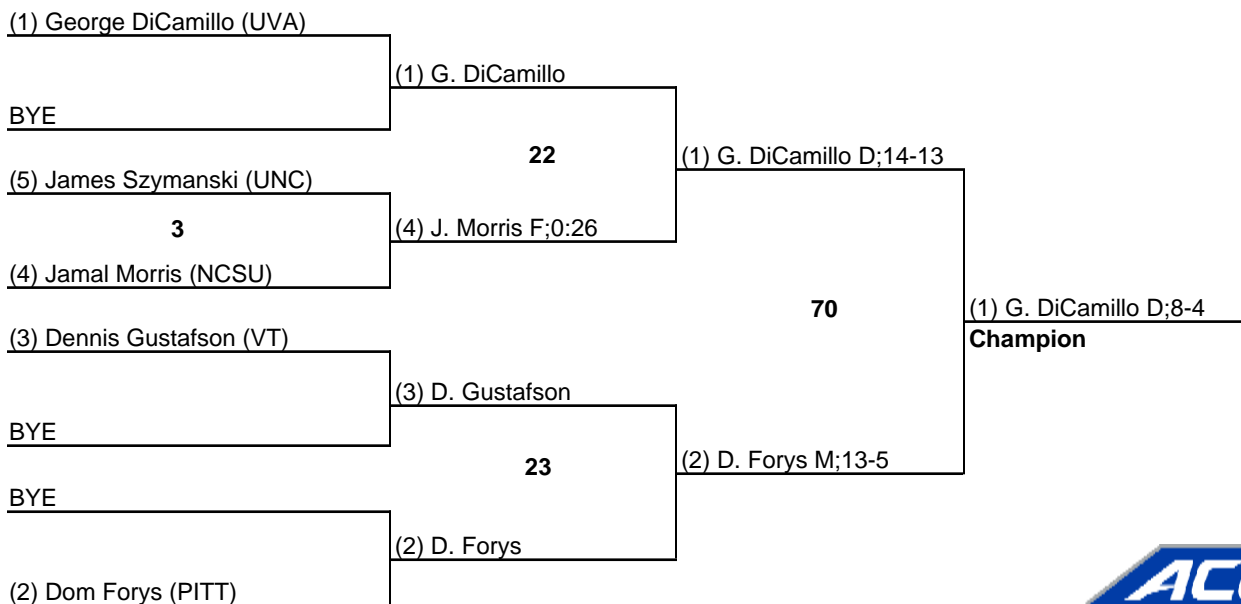 (1) George DiCamillo (UVA)
(1) G. DiCamillo
BYE
22
(1) G. DiCamillo D;14-13
(5) James Szymanski (UNC)
3
(4) J. Morris F;0:26
(4) Jamal Morris (NCSU)
70
(1) G. DiCamillo D;8-4
Champion
(3) Dennis Gustafson (VT)
(3) D. Gustafson
BYE
23
(2) D. Forys M;13-5
BYE
(2) D. Forys
(2) Dom Forys (PITT)